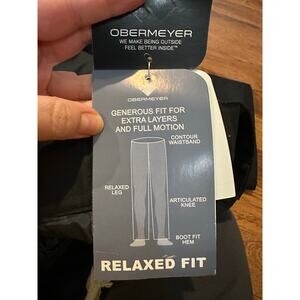 OBERMEYER
WE MAKE BEING OUTSIDE
FEEL BETTER INSIDE™
OBERMEYER
GENEROUS FIT FOR
EXTRA LAYERS
AND FULL MOTION
CONTOUR
WAISTBAND
RELAXED
LEG
ARTICULATED
KNEE
BOOT FIT
HEM
RELAXED FIT